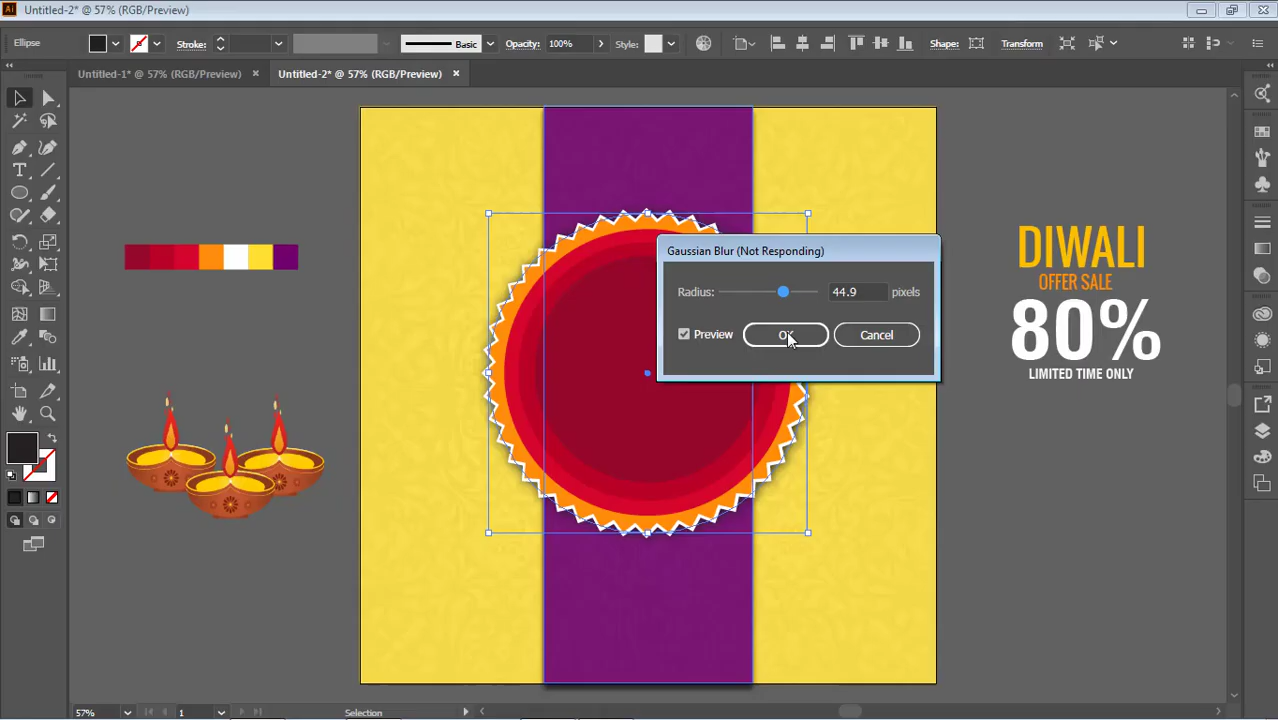 Ai Untitled-2* @ 57% (RGB/Preview)
Ellipse Stroke: Basic Opacity: 100% Style: Shape: Transform
Untitled-1* @ 57% (RGB/Preview) × Untitled-2* @ 57% (RGB/Preview) ×
Gaussian Blur (Not Responding)
Radius: 44.9 pixels
Preview OK Cancel
DIWALI
OFFER SALE
80%
LIMITED TIME ONLY
57% 1 Selection